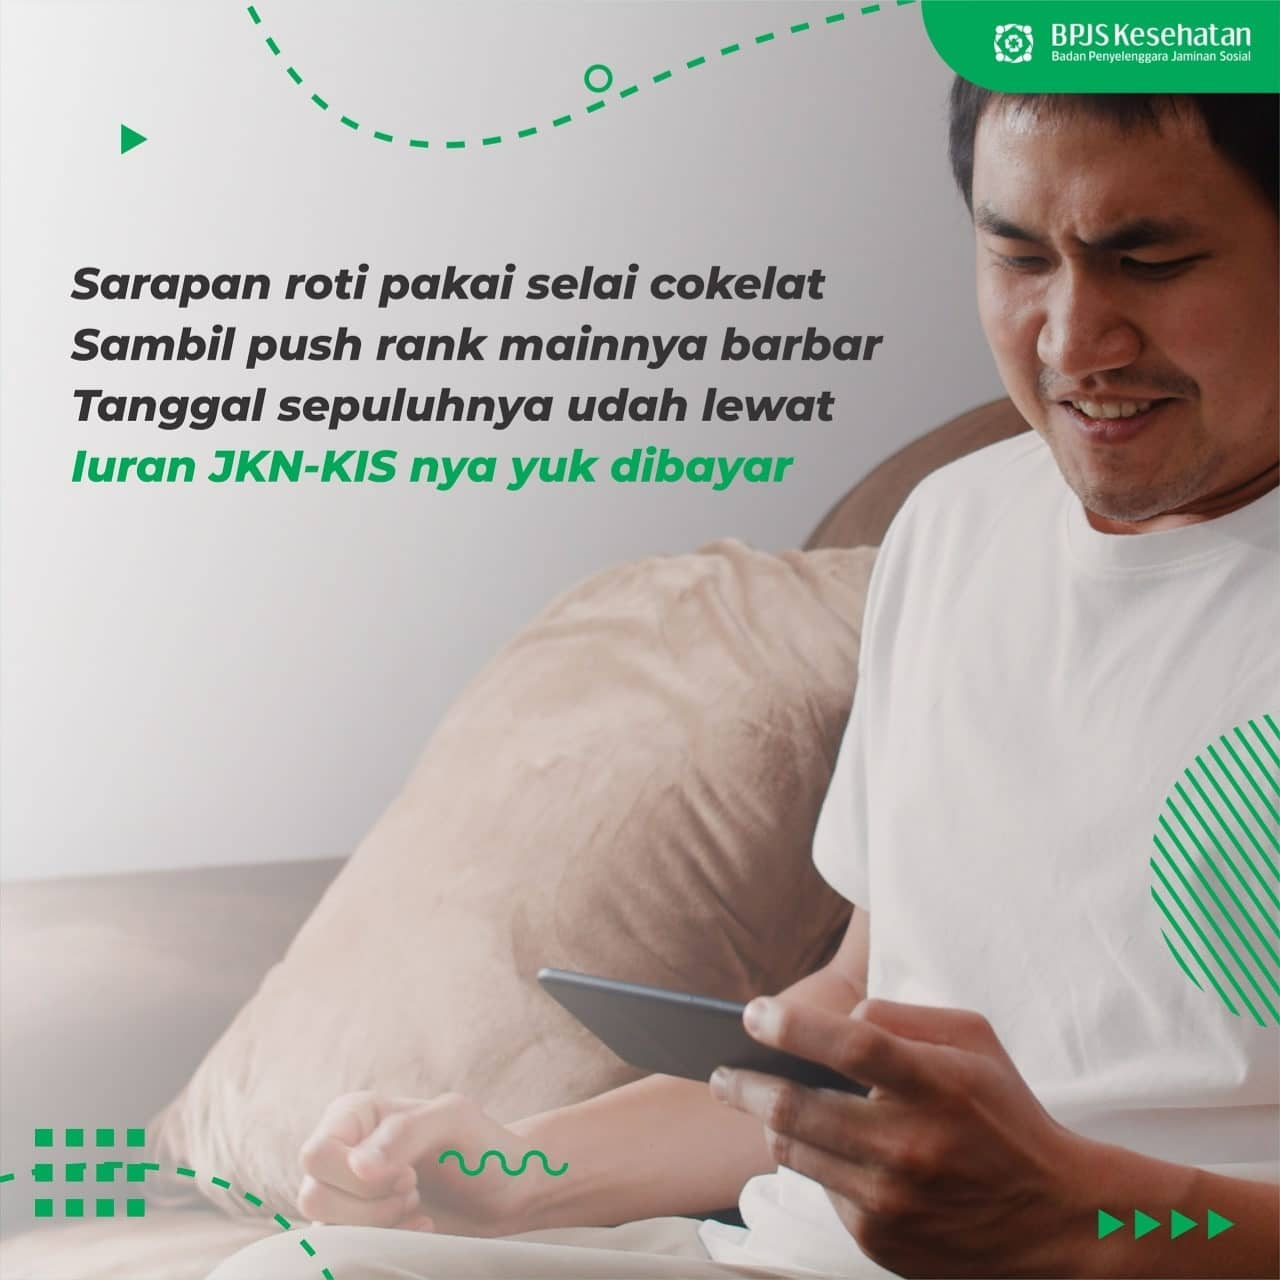 BPJS Kesehatan
Badan Penyelenggara Jaminan Sosial
Sarapan roti pakai selai cokelat
Sambil push rank mainnya barbar
Tanggal sepuluhnya udah lewat
Iuran JKN-KIS nya yuk dibayar